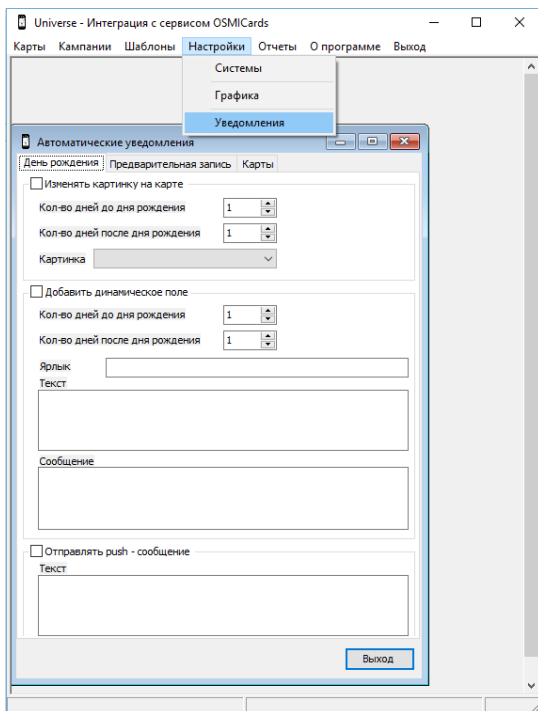 Universe - Интеграция с сервисом OSMICards
Карты Кампании Шаблоны Настройки Отчеты О программе Выход
Системы
Графика
Уведомления
Автоматические уведомления
День рождения Предварительная запись Карты
Изменять картинку на карте
Кол-во дней до дня рождения 1
Кол-во дней после дня рождения 1
Картинка
Добавить динамическое поле
Кол-во дней до дня рождения 1
Кол-во дней после дня рождения 1
Ярлык
Текст
Сообщение
Отправлять push - сообщение
Текст
Выход